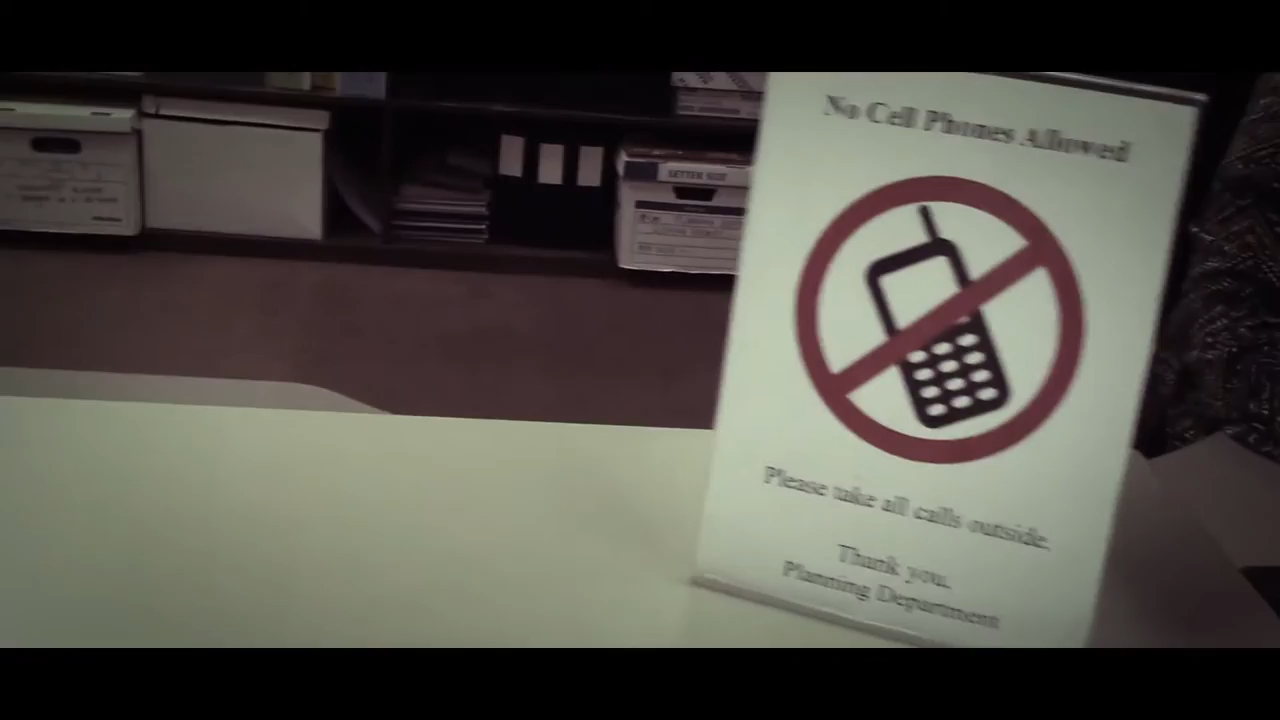 No Cell Phones Allowed
LETTER SIZE
Please take all calls outside.
Thank you.
Planning Department